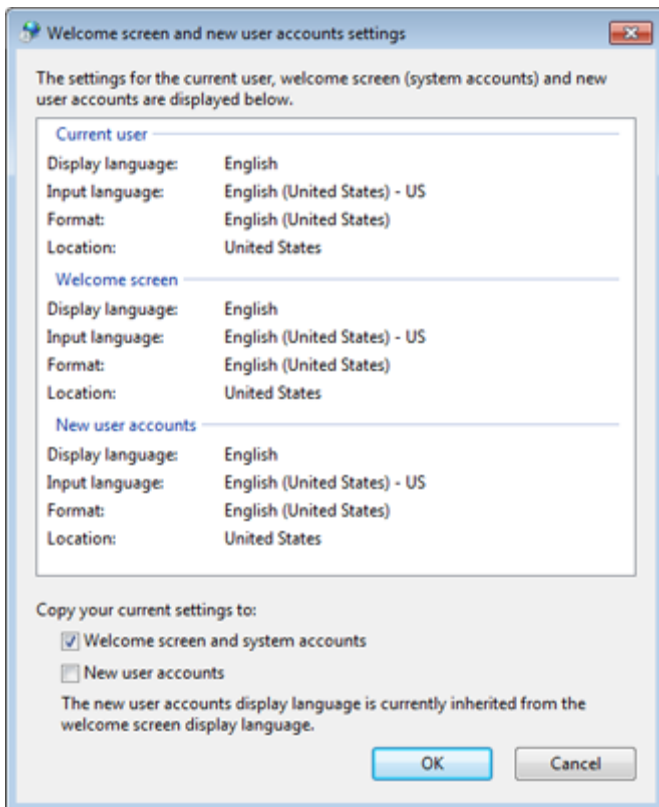 Welcome screen and new user accounts settings
The settings for the current user, welcome screen (system accounts) and new
user accounts are displayed below.
Current user
Display language: English
Input language: English (United States) - US
Format: English (United States)
Location: United States
Welcome screen
Display language: English
Input language: English (United States) - US
Format: English (United States)
Location: United States
New user accounts
Display language: English
Input language: English (United States) - US
Format: English (United States)
Location: United States
Copy your current settings to:
Welcome screen and system accounts
New user accounts
The new user accounts display language is currently inherited from the
welcome screen display language.
OK Cancel